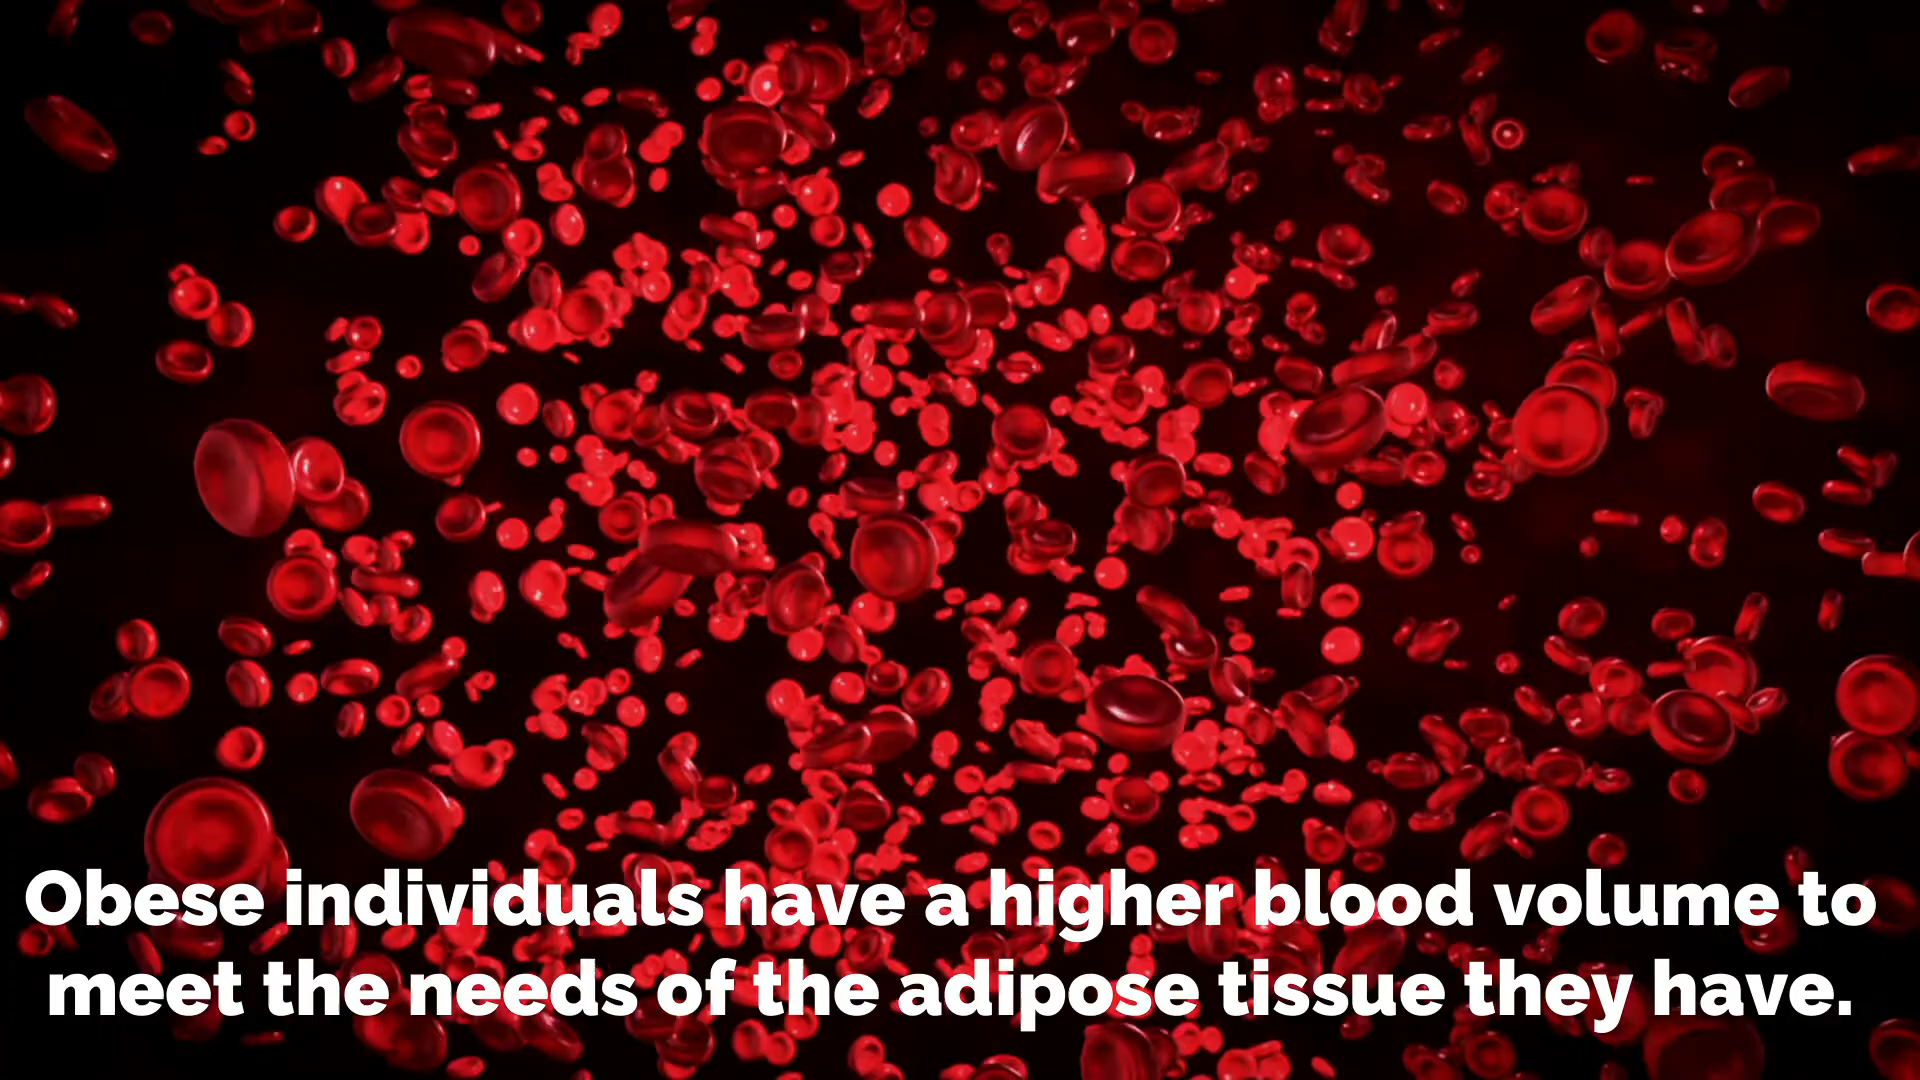 Obese individuals have a higher blood volume to
meet the needs of the adipose tissue they have.